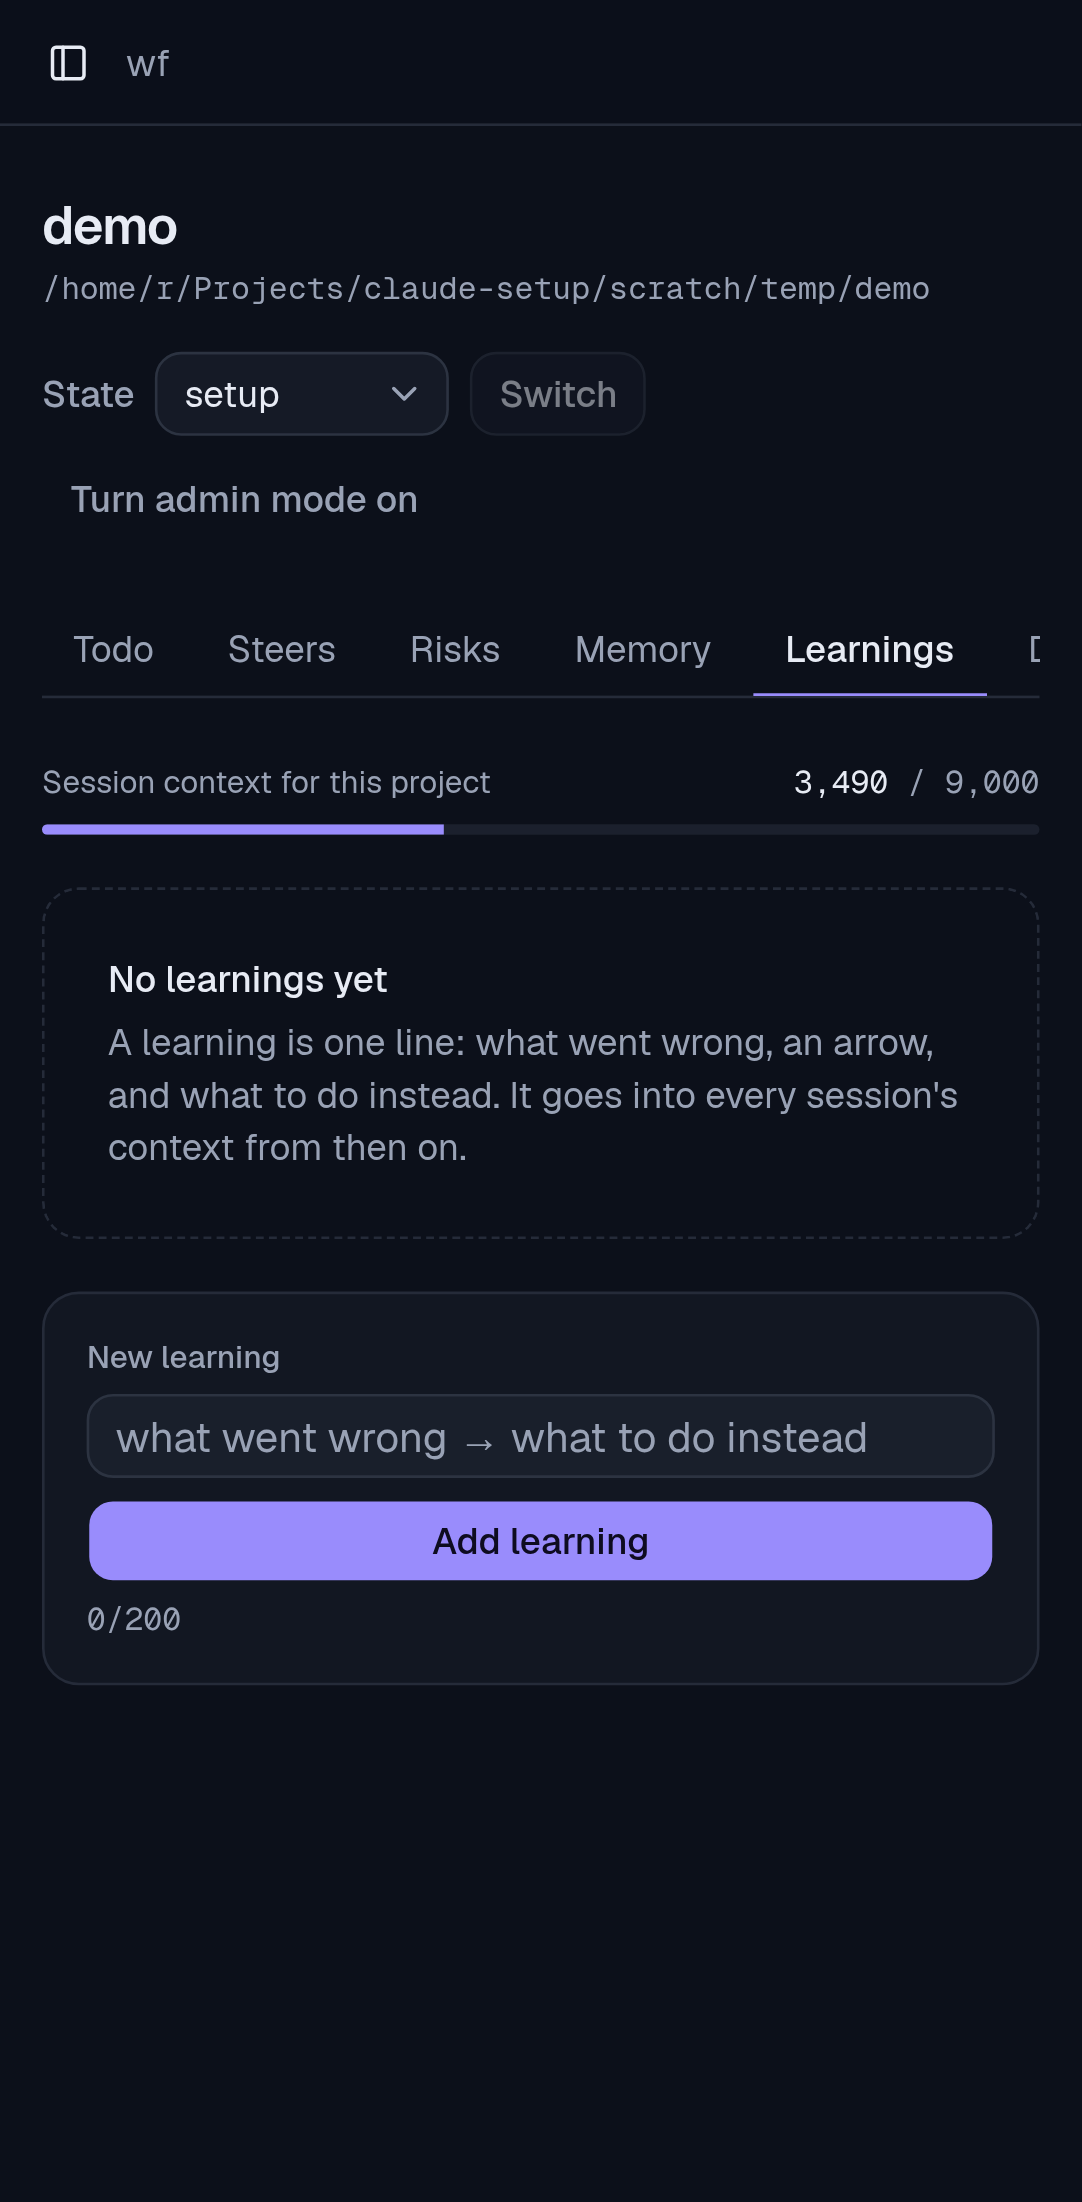 wf
demo
/home/r/Projects/claude-setup/scratch/temp/demo
State setup Switch
Turn admin mode on
Todo Steers Risks Memory Learnings
Session context for this project 3,490 / 9,000
No learnings yet
A learning is one line: what went wrong, an arrow,
and what to do instead. It goes into every session's
context from then on.
New learning
what went wrong → what to do instead
Add learning
0/200